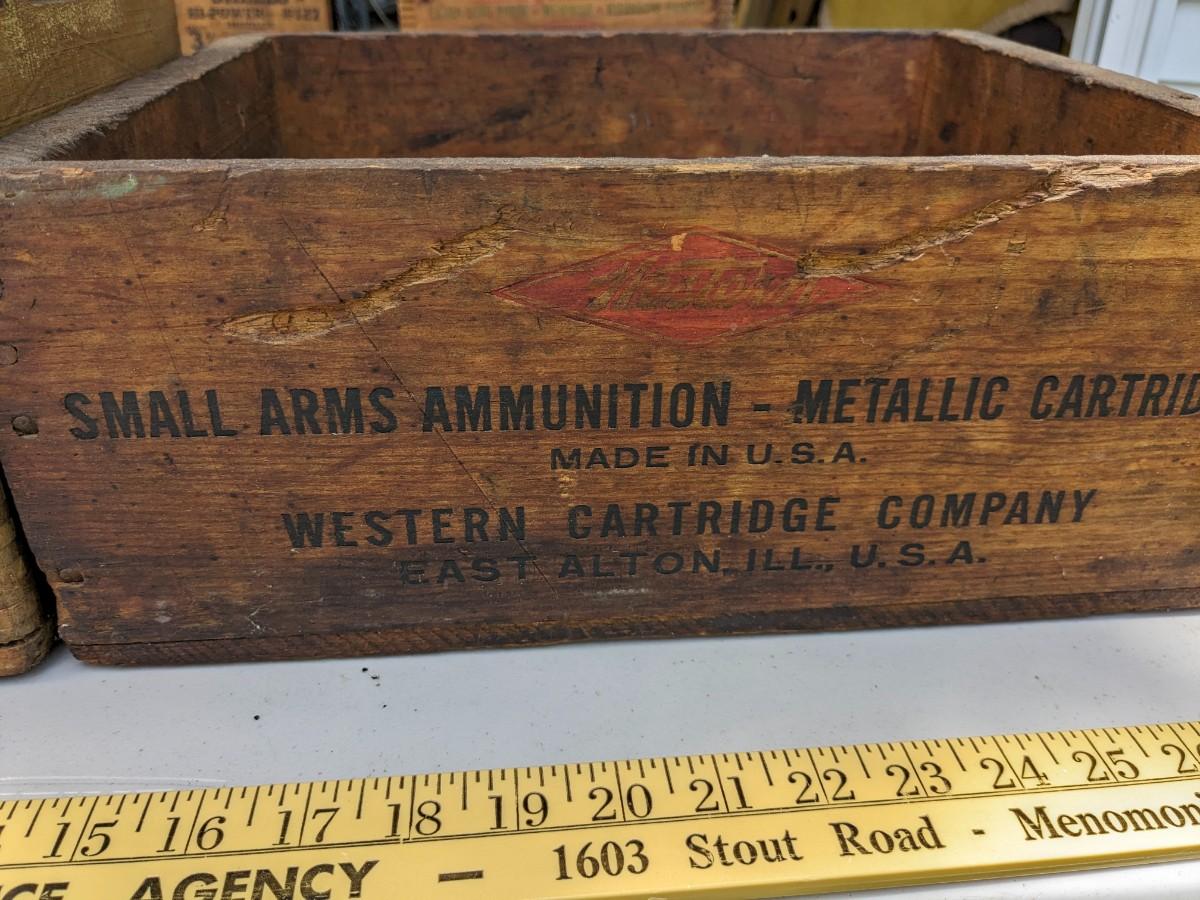 Western
SMALL ARMS AMMUNITION - METALLIC CARTRID
MADE IN U.S.A.
WESTERN CARTRIDGE COMPANY
EAST ALTON, ILL., U.S.A.
15 16 17 18 19 20 21 22 23 24 25
AGENCY — 1603 Stout Road - Menomon